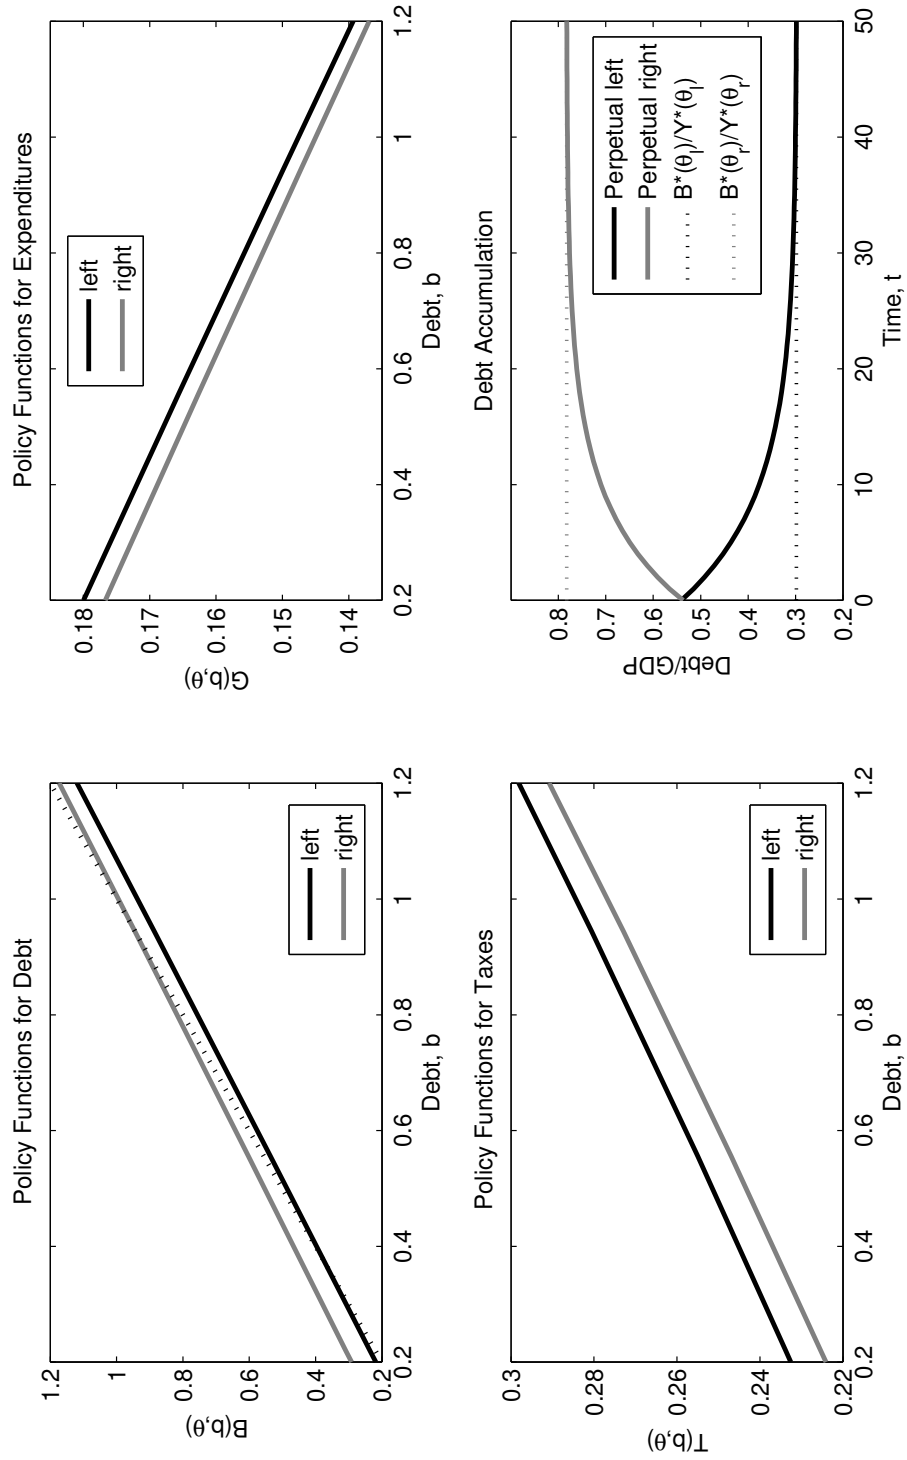 Policy Functions for Debt
1.2
1
0.8
0.6
0.4
0.2
B(b,θ)
left
right
0.2
0.4
0.6
0.8
1
1.2
Debt, b
Policy Functions for Expenditures
0.18
0.17
0.16
0.15
0.14
G(b,θ)
left
right
0.2
0.4
0.6
0.8
1
1.2
Debt, b
Policy Functions for Taxes
0.3
0.28
0.26
0.24
0.22
T(b,θ)
left
right
0.2
0.4
0.6
0.8
1
1.2
Debt, b
Debt Accumulation
0.8
0.7
0.6
0.5
0.4
0.3
0.2
Debt/GDP
Perpetual left
Perpetual right
B*(θ_l)/Y*(θ_l)
B*(θ_r)/Y*(θ_r)
0
10
20
30
40
50
Time, t